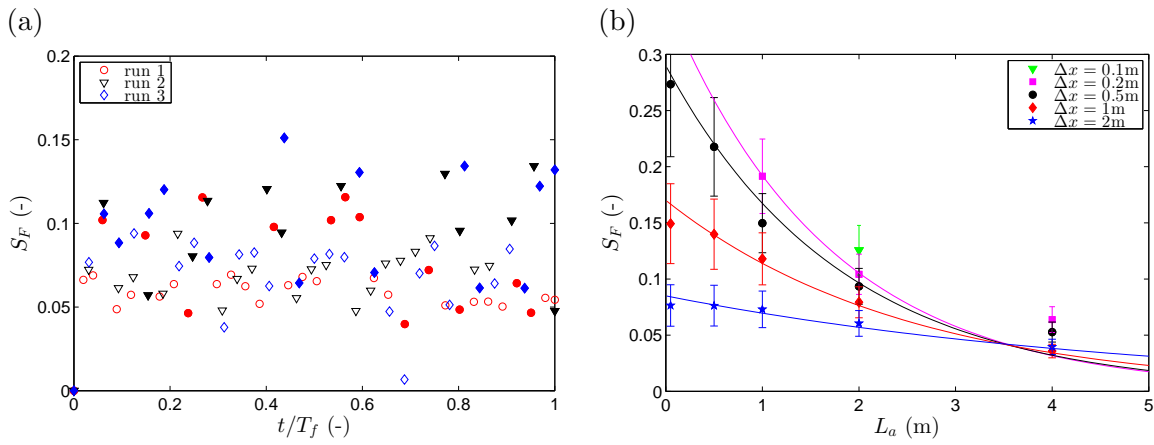 (a)
0.2
0.15
0.1
0.05
0
S_F (-)
run 1
run 2
run 3
0 0.2 0.4 0.6 0.8 1
t/T_f (-)
(b)
0.3
0.25
0.2
0.15
0.1
0.05
0
S_F (-)
Δx = 0.1m
Δx = 0.2m
Δx = 0.5m
Δx = 1m
Δx = 2m
0 1 2 3 4 5
L_a (m)